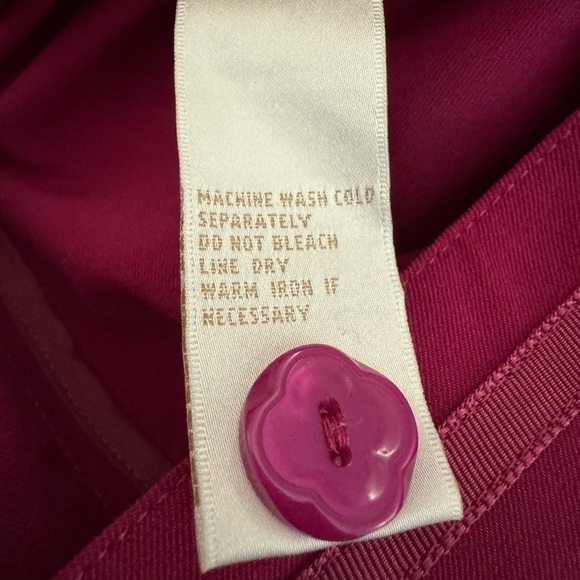 MACHINE WASH COLD
SEPARATELY
DO NOT BLEACH
LINE DRY
WARM IRON IF
NECESSARY